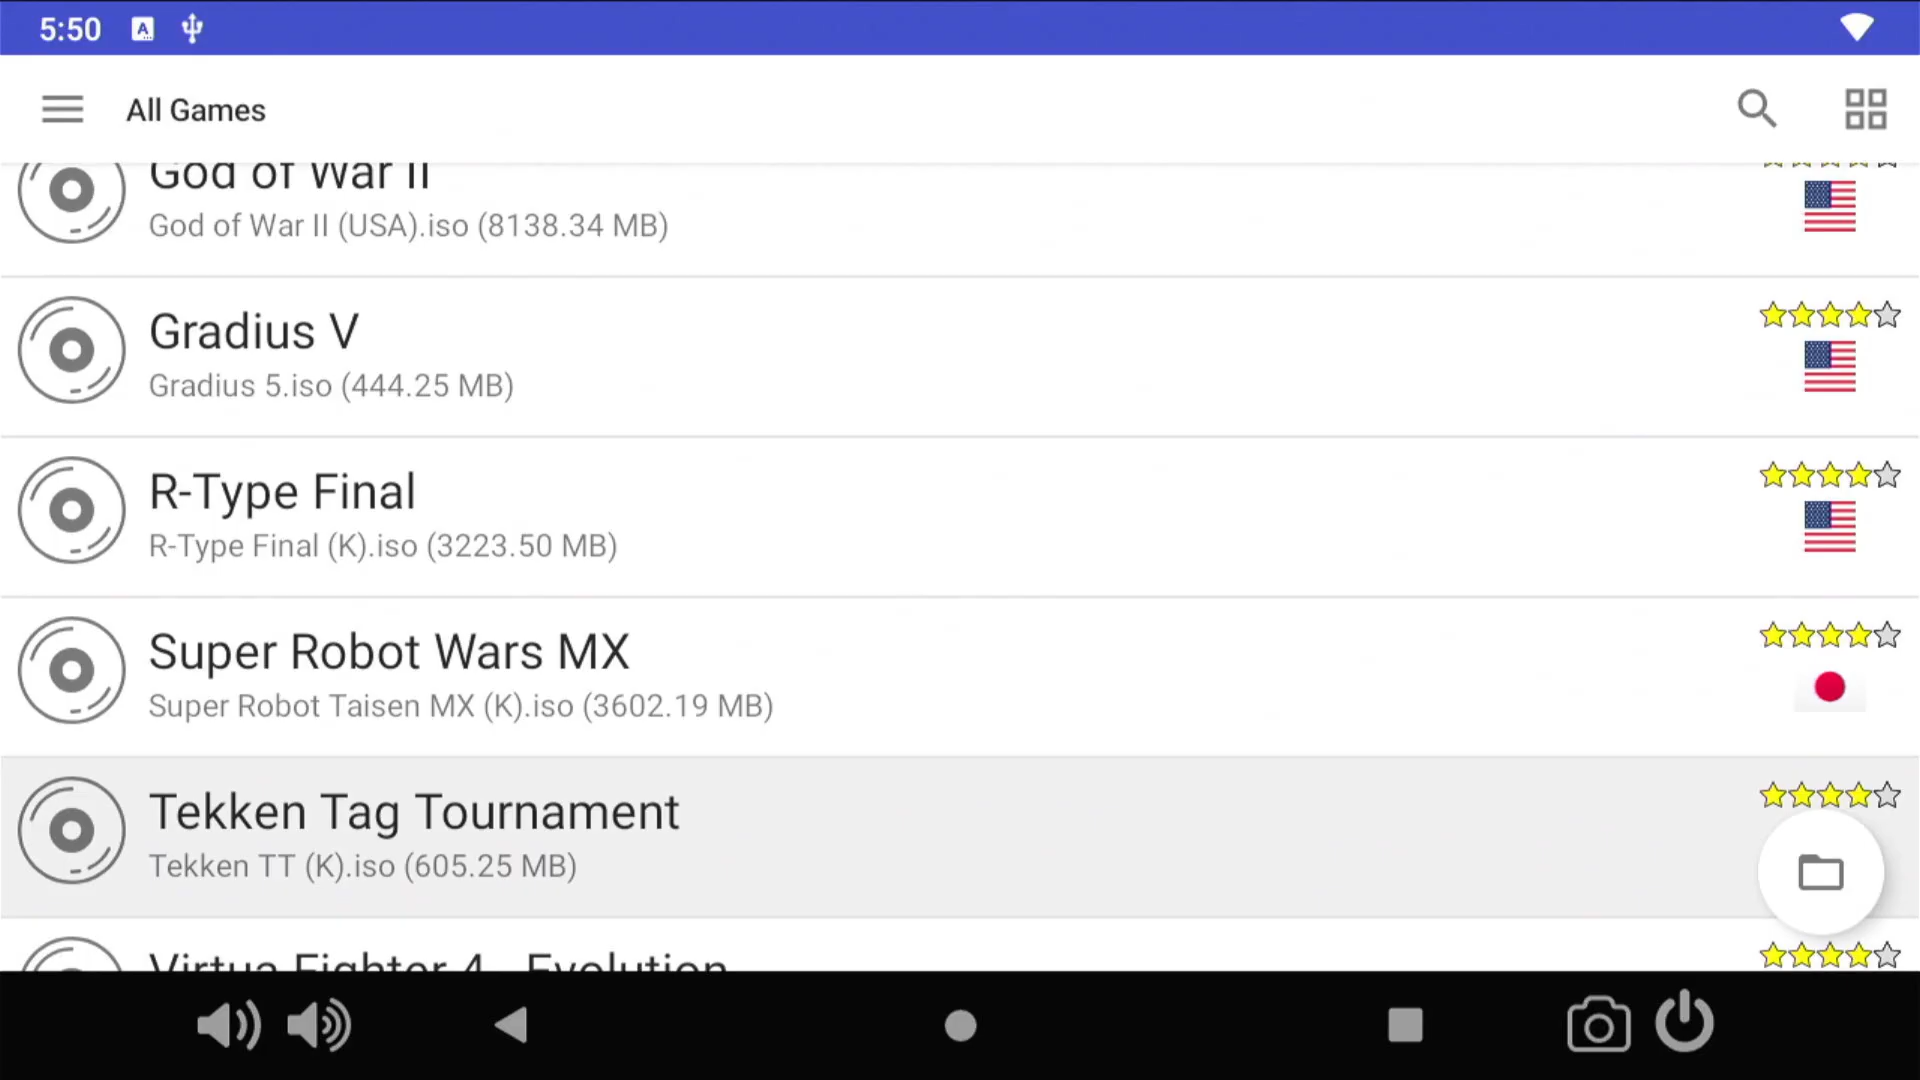 5:50
A
All Games
God of War II
God of War II (USA).iso (8138.34 MB)
Gradius V
Gradius 5.iso (444.25 MB)
R-Type Final
R-Type Final (K).iso (3223.50 MB)
Super Robot Wars MX
Super Robot Taisen MX (K).iso (3602.19 MB)
Tekken Tag Tournament
Tekken TT (K).iso (605.25 MB)
Virtua Fighter 4 - Evolution